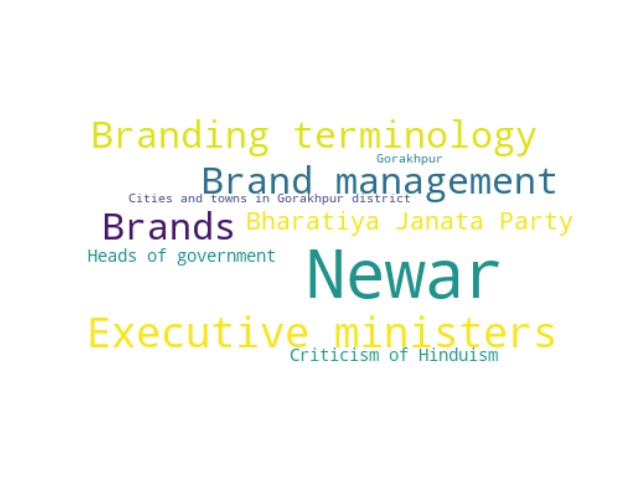 Branding terminology
Gorakhpur
Brand management
Cities and towns in Gorakhpur district
Brands
Bharatiya Janata Party
Heads of government
Newar
Executive ministers
Criticism of Hinduism